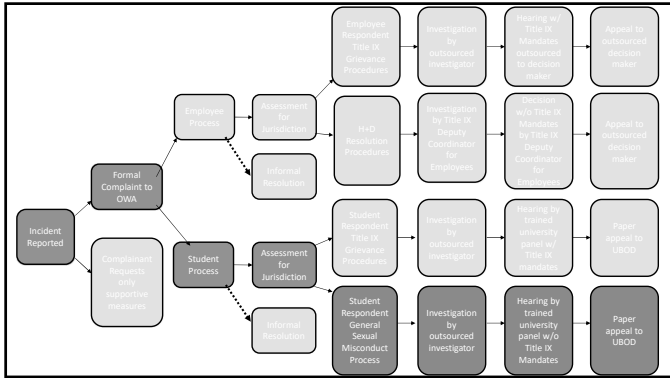 Incident
Reported
Formal
Complaint to
OWA
Complainant
Requests
only
supportive
measures
Employee
Process
Student
Process
Assessment
for
Jurisdiction
Informal
Resolution
Assessment
for
Jurisdiction
Informal
Resolution
Employee
Respondent
Title IX
Grievance
Procedures
Investigation
by
outsourced
investigator
Hearing w/
Title IX
Mandates
outsourced
to decision
maker
Appeal to
outsourced
decision
maker
H+D
Resolution
Procedures
Investigation
by Title IX
Deputy
Coordinator
for
Employees
Decision
w/o Title IX
Mandates
by Title IX
Deputy
Coordinator
for
Employees
Appeal to
outsourced
decision
maker
Student
Respondent
Title IX
Grievance
Procedures
Investigation
by
outsourced
investigator
Hearing by
trained
university
panel w/
Title IX
mandates
Paper
appeal to
UBOD
Student
Respondent
General
Sexual
Misconduct
Process
Investigation
by
outsourced
investigator
Hearing by
trained
university
panel w/o
Title IX
Mandates
Paper
appeal to
UBOD